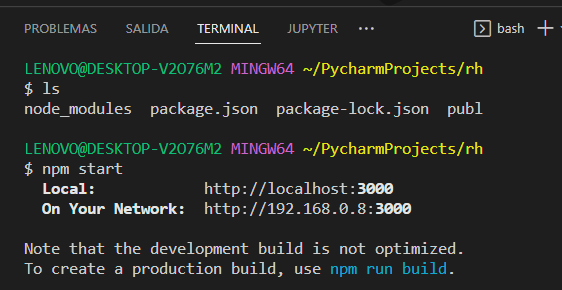 PROBLEMAS SALIDA TERMINAL JUPYTER ··· bash +
LENOVO@DESKTOP-V2O76M2 MINGW64 ~/PycharmProjects/rh
$ ls
node_modules  package.json  package-lock.json  publ
LENOVO@DESKTOP-V2O76M2 MINGW64 ~/PycharmProjects/rh
$ npm start
Local:            http://localhost:3000
On Your Network:  http://192.168.0.8:3000
Note that the development build is not optimized.
To create a production build, use npm run build.